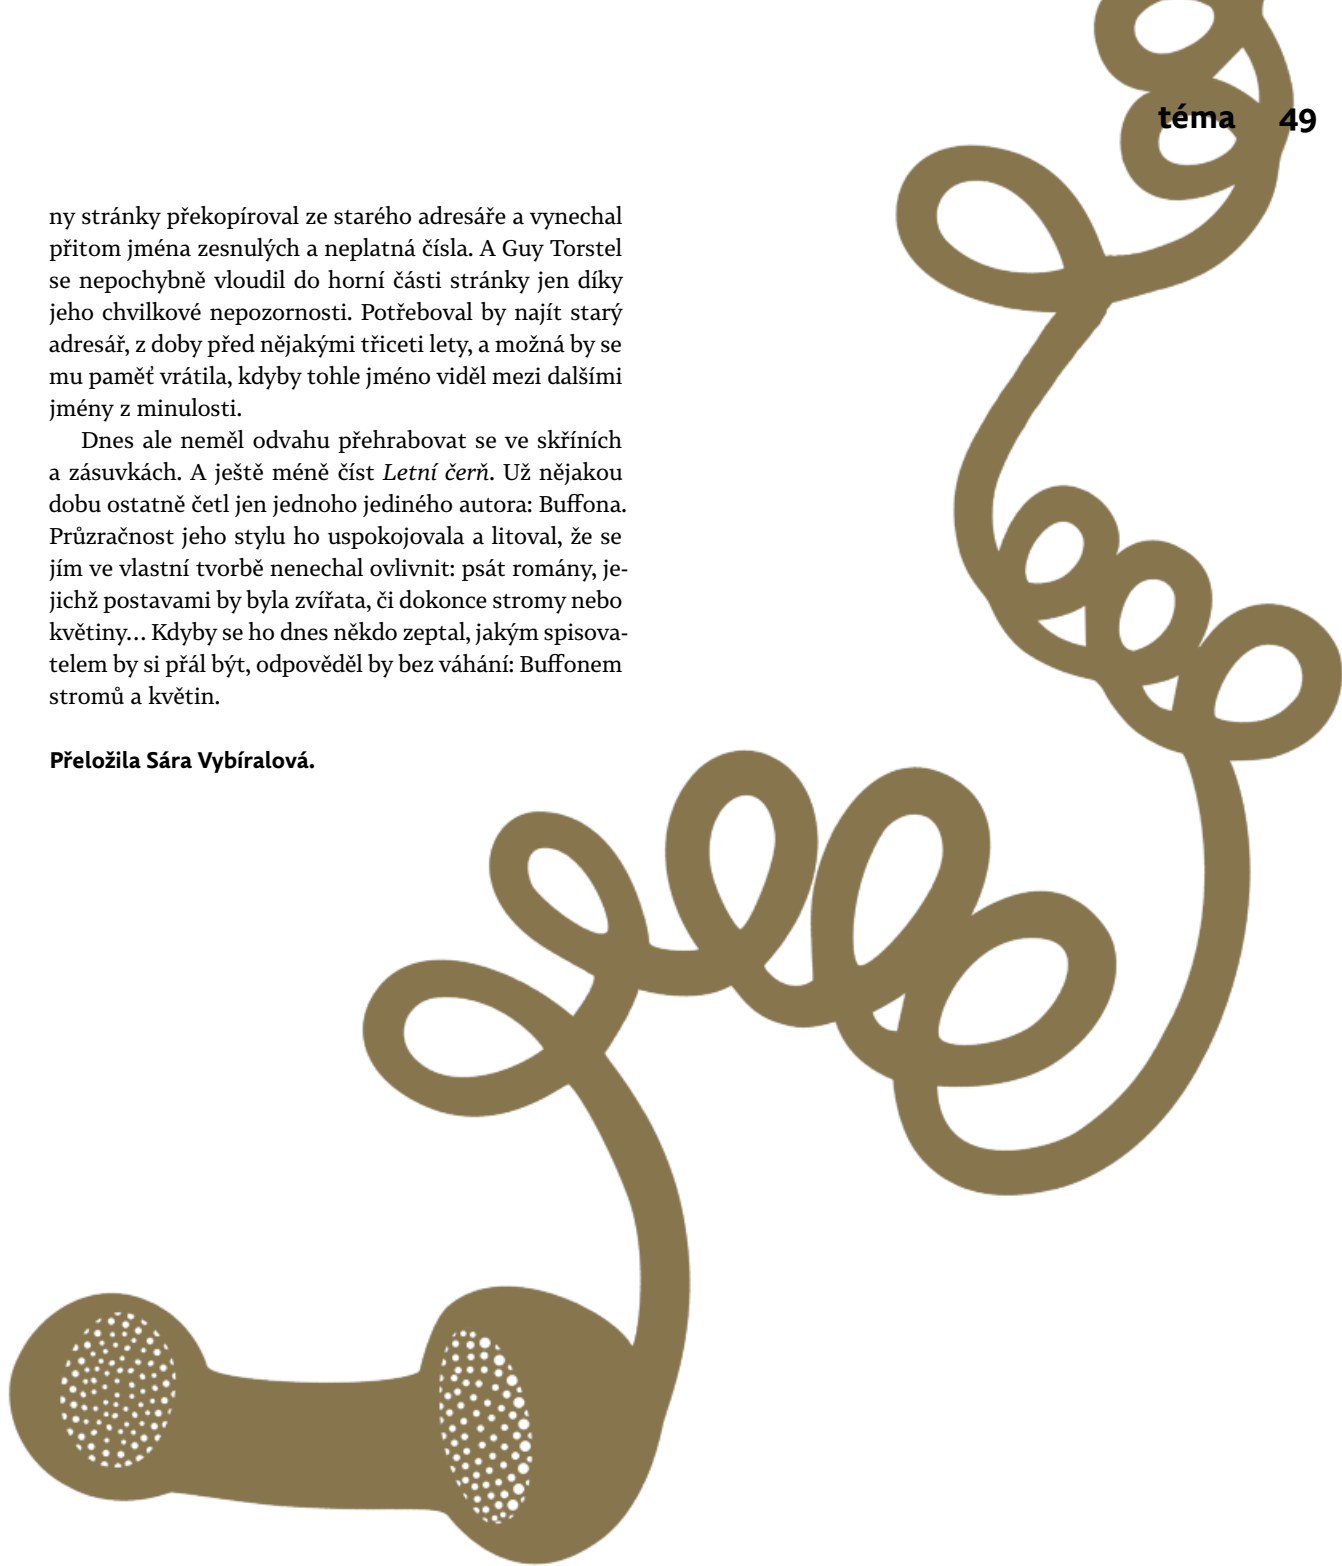 téma 49
ny stránky překopíroval ze starého adresáře a vynechal
přitom jména zesnulých a neplatná čísla. A Guy Torstel
se nepochybně vloudil do horní části stránky jen díky
jeho chvilkové nepozornosti. Potřeboval by najít starý
adresář, z doby před nějakými třiceti lety, a možná by se
mu paměť vrátila, kdyby tohle jméno viděl mezi dalšími
jmény z minulosti.
Dnes ale neměl odvahu přehrabovat se ve skříních
a zásuvkách. A ještě méně číst Letní čerň. Už nějakou
dobu ostatně četl jen jednoho jediného autora: Buffona.
Průzračnost jeho stylu ho uspokojovala a litoval, že se
jím ve vlastní tvorbě nenechal ovlivnit: psát romány, je-
jichž postavami by byla zvířata, či dokonce stromy nebo
květiny… Kdyby se ho dnes někdo zeptal, jakým spisova-
telem by si přál být, odpověděl by bez váhání: Buffonem
stromů a květin.
Přeložila Sára Vybíralová.